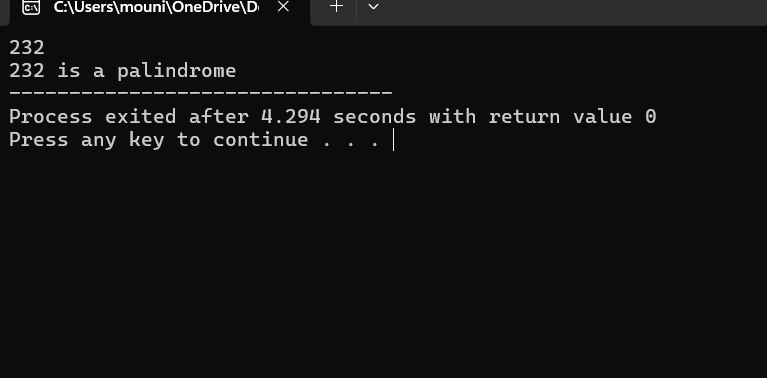 C:\Users\mouni\OneDrive\D
232
232 is a palindrome
--------------------------------
Process exited after 4.294 seconds with return value 0
Press any key to continue . . .